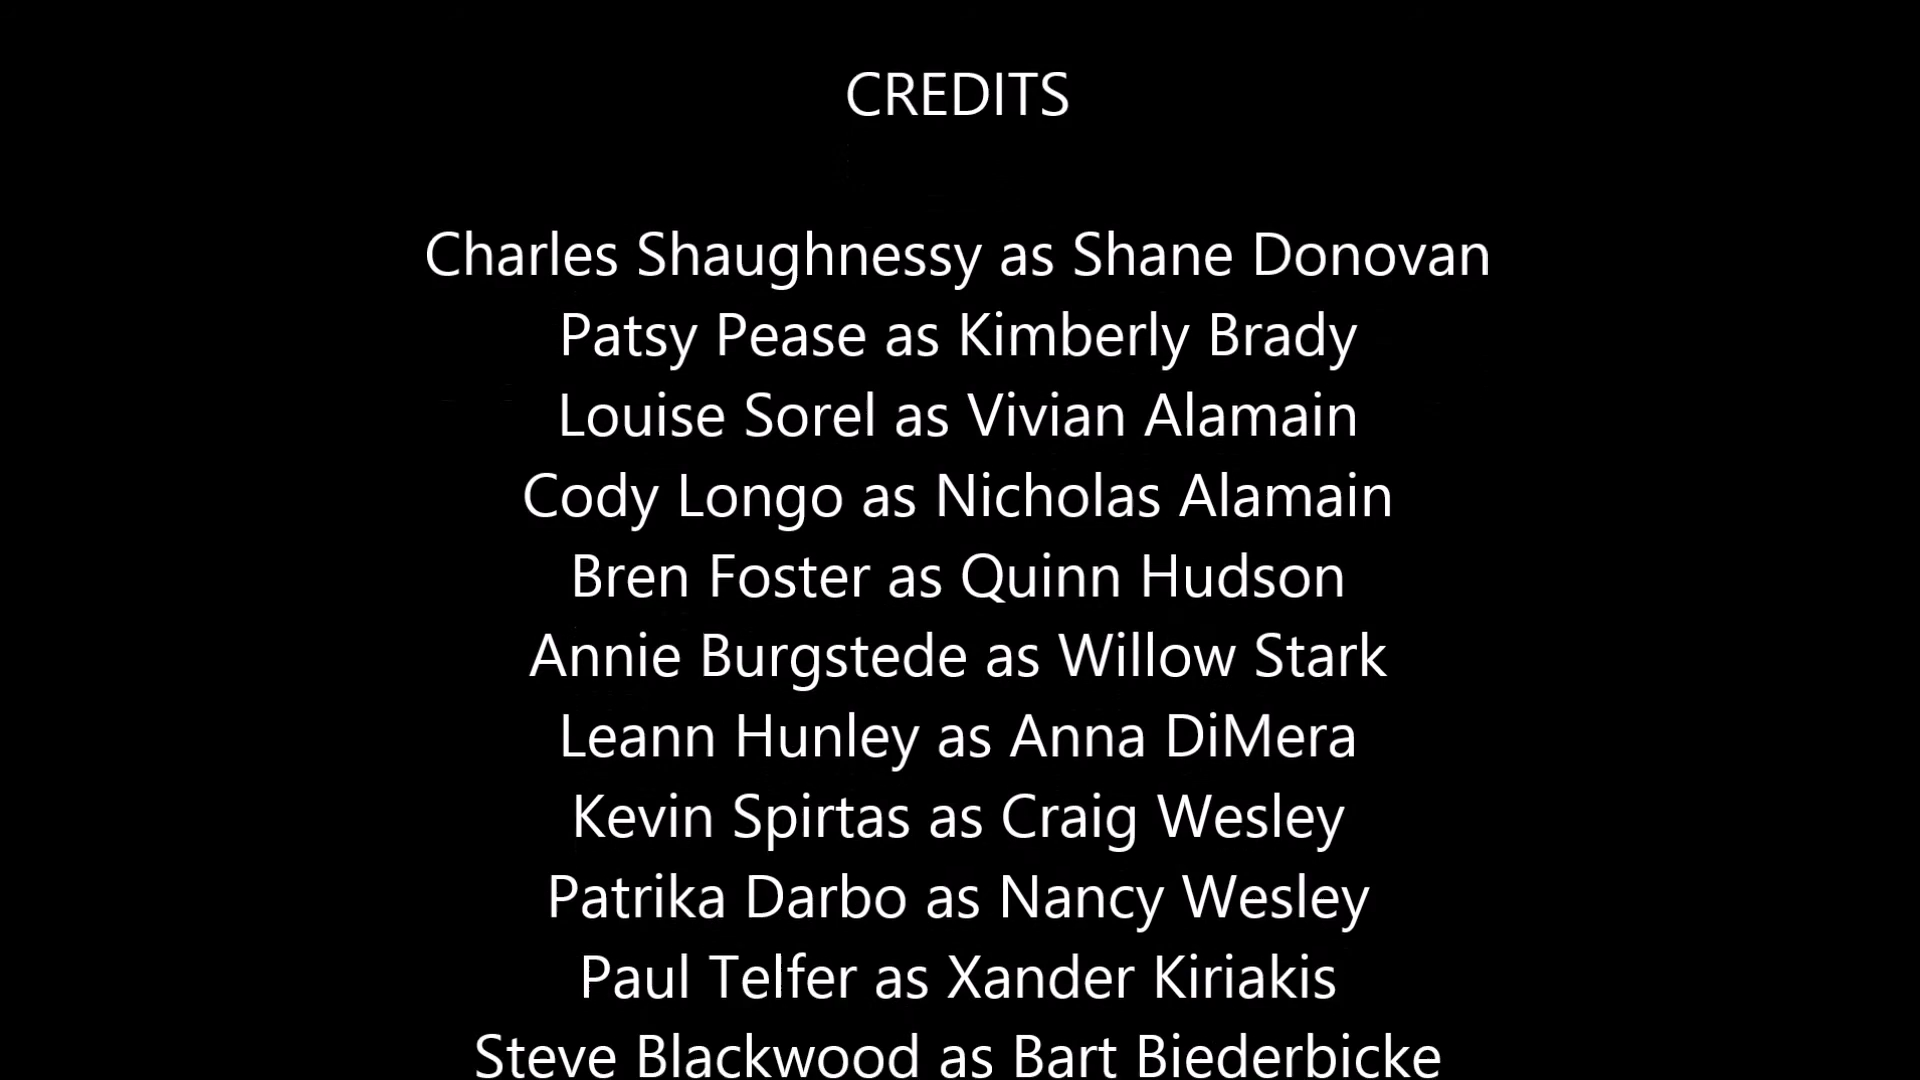 CREDITS
Charles Shaughnessy as Shane Donovan
Patsy Pease as Kimberly Brady
Louise Sorel as Vivian Alamain
Cody Longo as Nicholas Alamain
Bren Foster as Quinn Hudson
Annie Burgstede as Willow Stark
Leann Hunley as Anna DiMera
Kevin Spirtas as Craig Wesley
Patrika Darbo as Nancy Wesley
Paul Telfer as Xander Kiriakis
Steve Blackwood as Bart Biederbicke